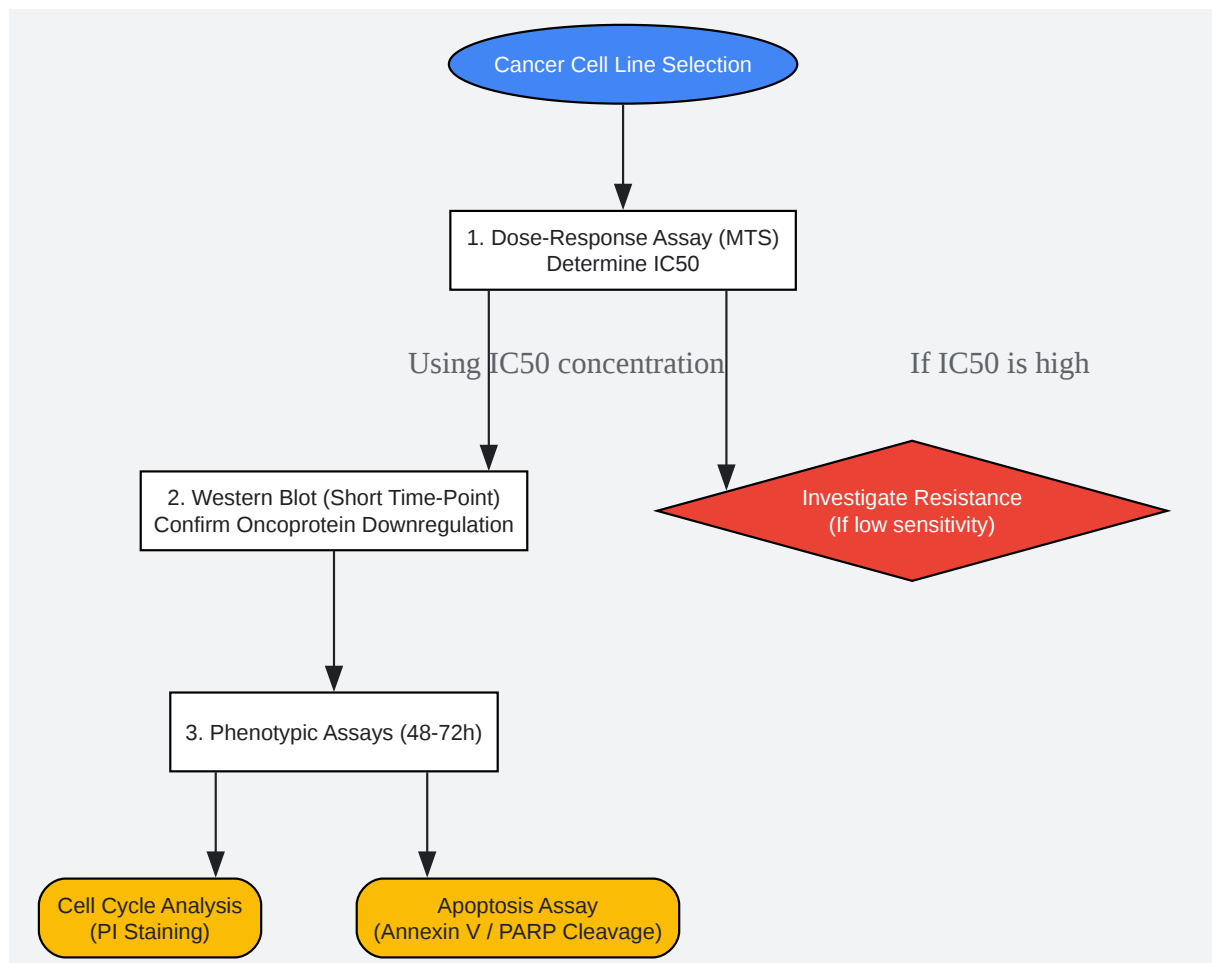 Cancer Cell Line Selection
1. Dose-Response Assay (MTS)
Determine IC50
Using IC50 concentration
If IC50 is high
2. Western Blot (Short Time-Point)
Confirm Oncoprotein Downregulation
Investigate Resistance
(If low sensitivity)
3. Phenotypic Assays (48-72h)
Cell Cycle Analysis
(PI Staining)
Apoptosis Assay
(Annexin V / PARP Cleavage)